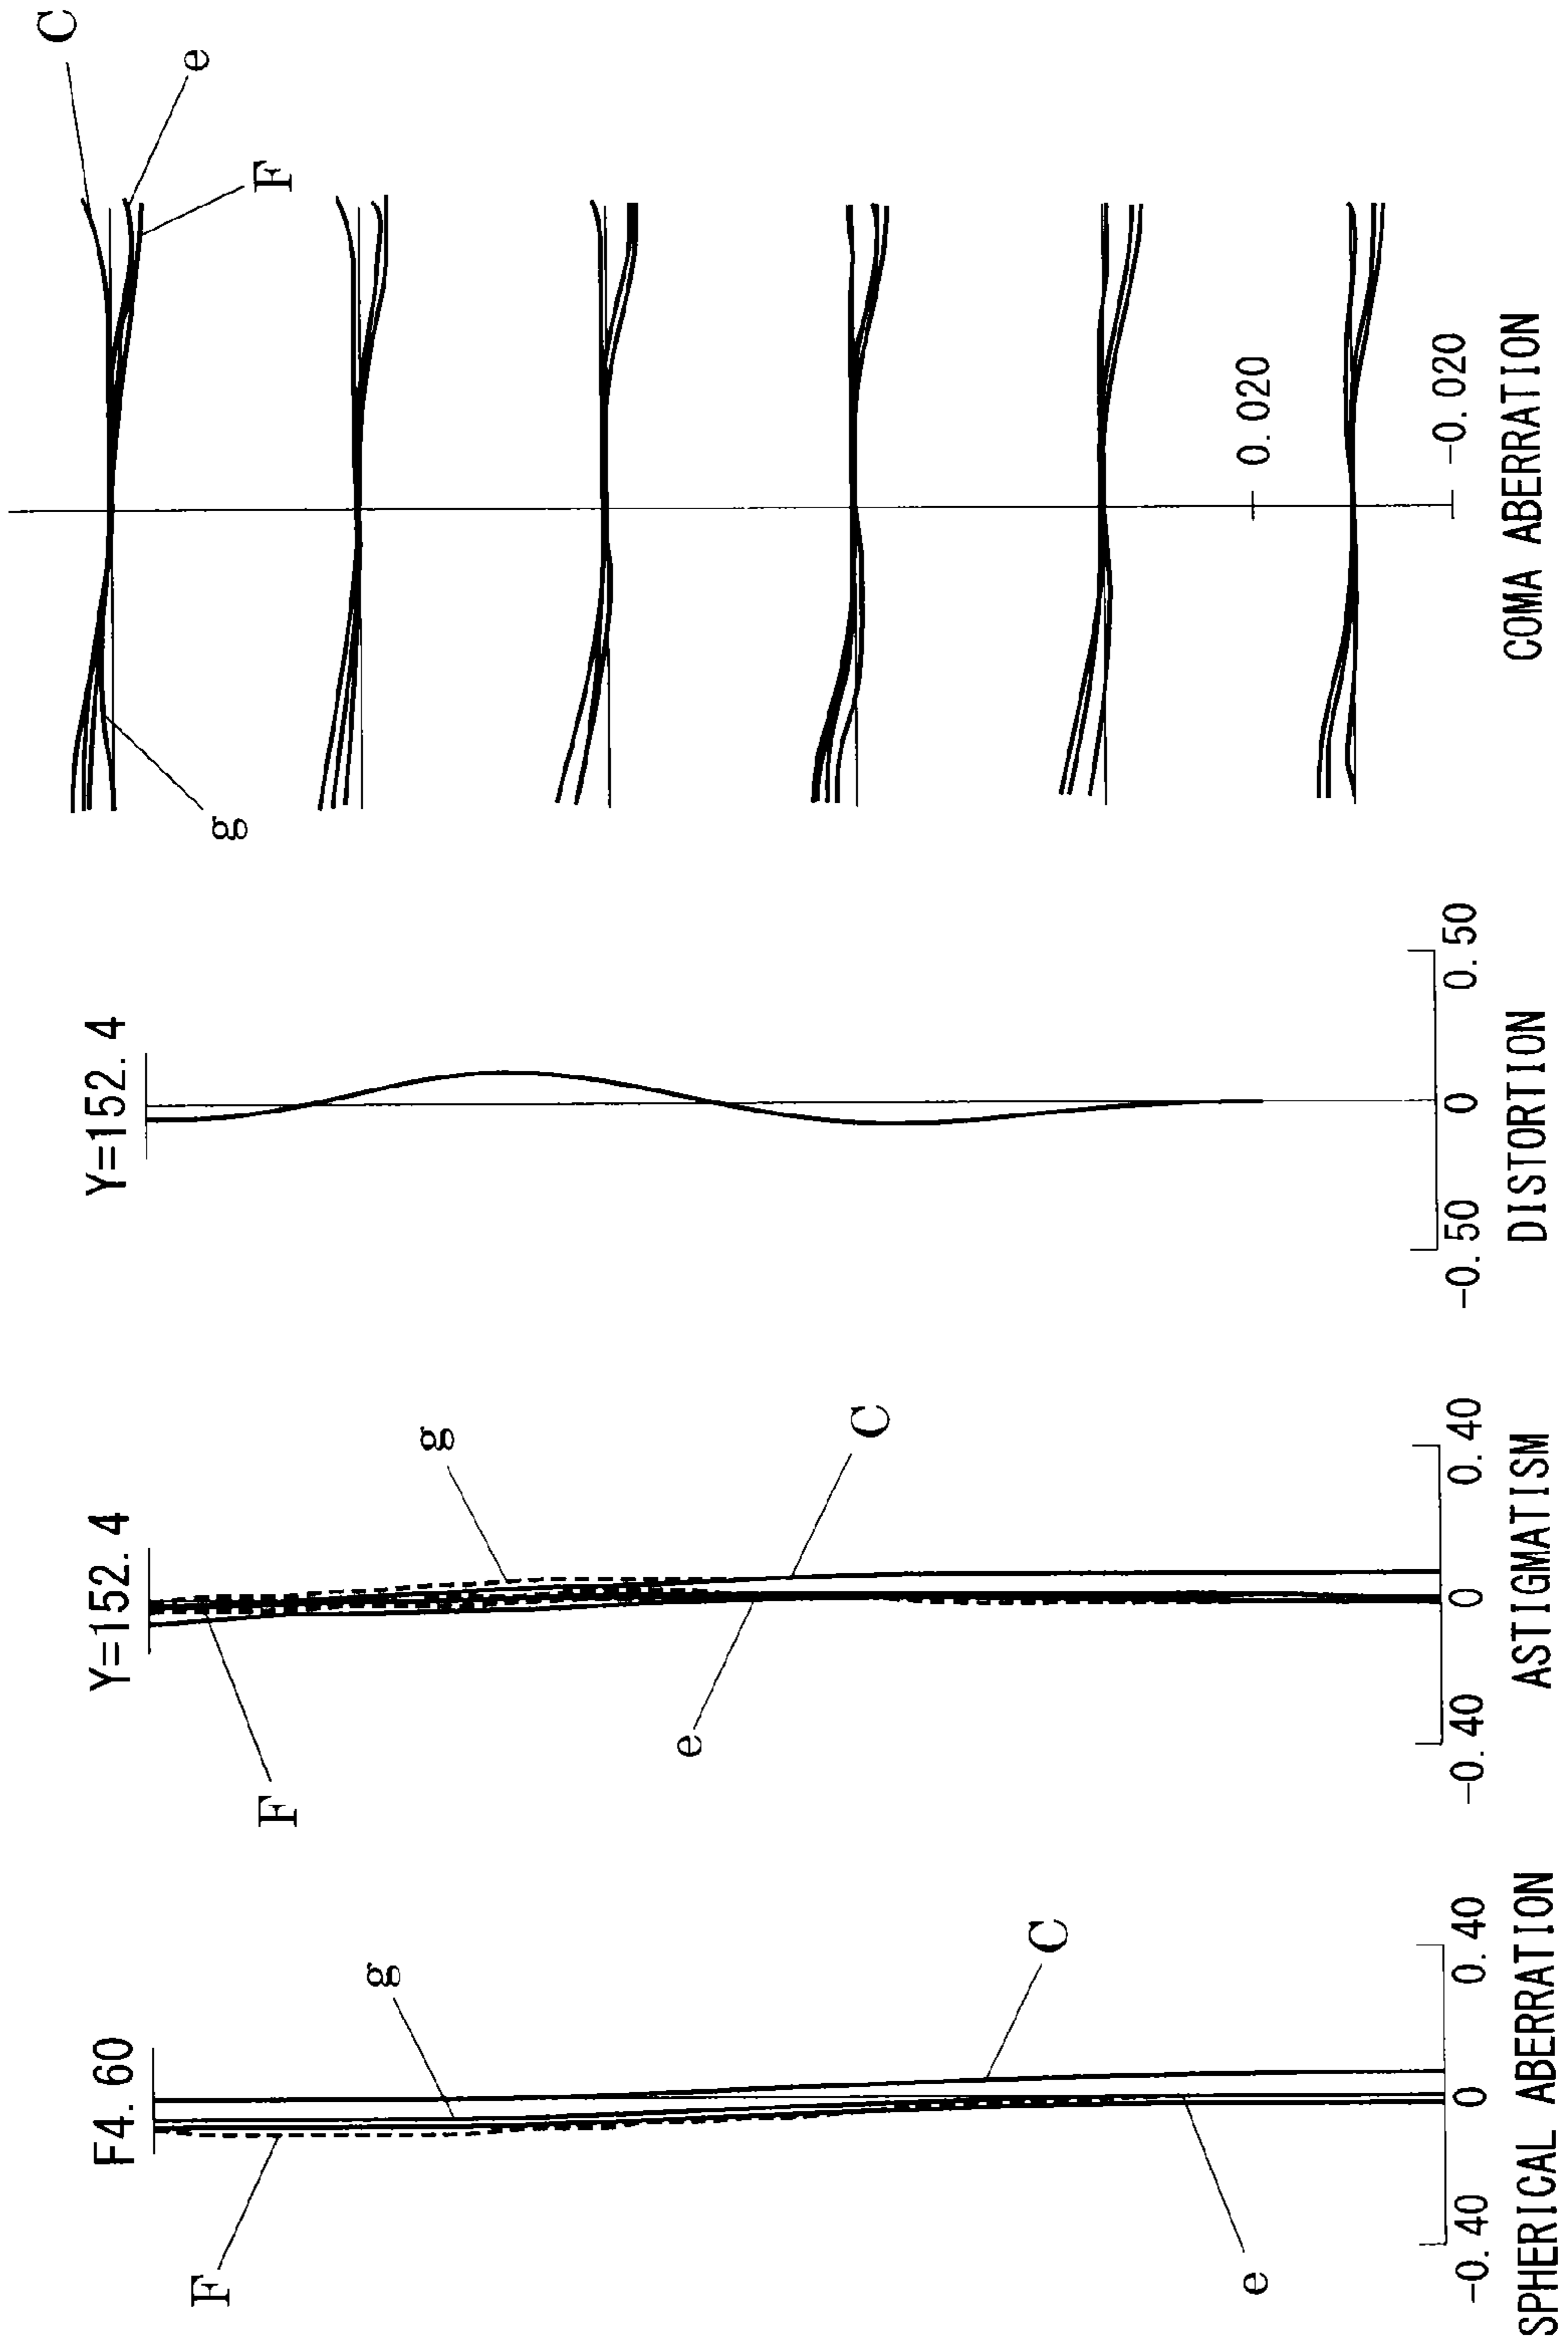 F4. 60
F
g
C
e
-0. 40
0
0. 40
SPHERICAL ABERRATION
Y=152. 4
F
g
e
C
-0. 40
0
0. 40
ASTIGMATISM
Y=152. 4
-0. 50
0
0. 50
DISTORTION
C
e
F
g
0. 020
-0. 020
COMA ABERRATION